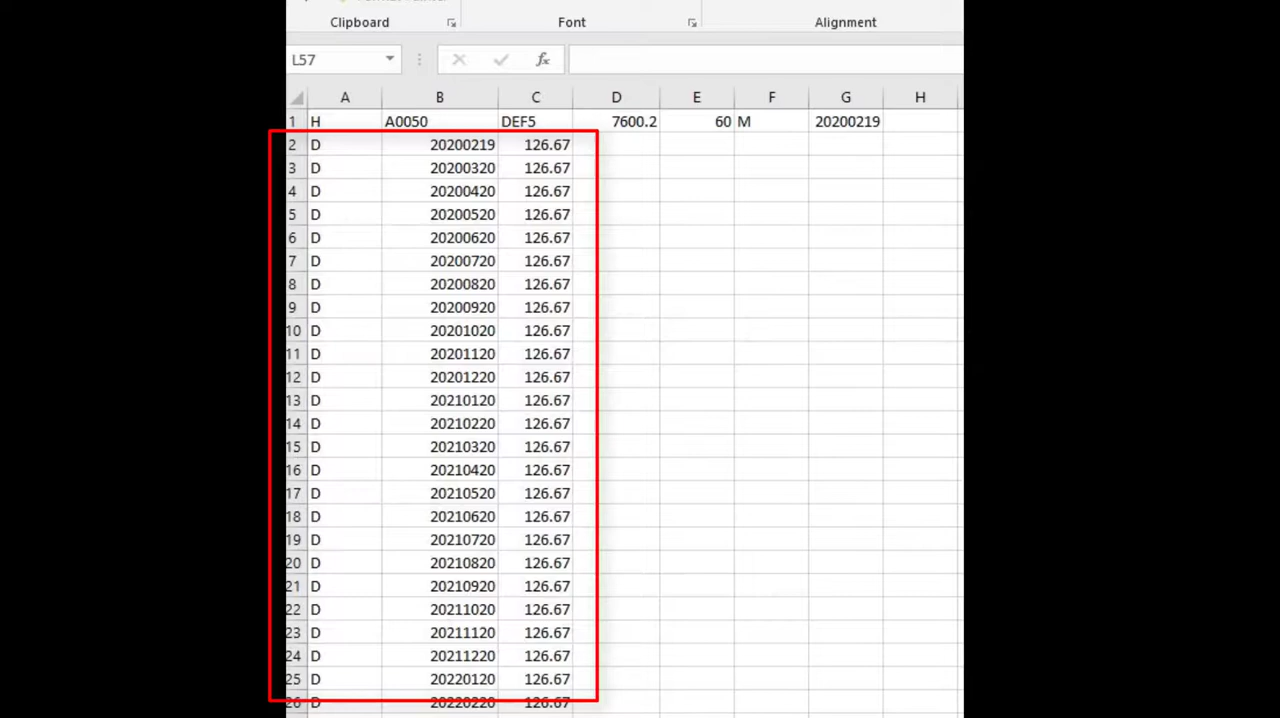 Clipboard Font Alignment
L57 fx
A B C D E F G H
1 H A0050 DEF5 7600.2 60 M 20200219
2 D 20200219 126.67
3 D 20200320 126.67
4 D 20200420 126.67
5 D 20200520 126.67
6 D 20200620 126.67
7 D 20200720 126.67
8 D 20200820 126.67
9 D 20200920 126.67
10 D 20201020 126.67
11 D 20201120 126.67
12 D 20201220 126.67
13 D 20210120 126.67
14 D 20210220 126.67
15 D 20210320 126.67
16 D 20210420 126.67
17 D 20210520 126.67
18 D 20210620 126.67
19 D 20210720 126.67
20 D 20210820 126.67
21 D 20210920 126.67
22 D 20211020 126.67
23 D 20211120 126.67
24 D 20211220 126.67
25 D 20220120 126.67
26 D 20220220 126.67